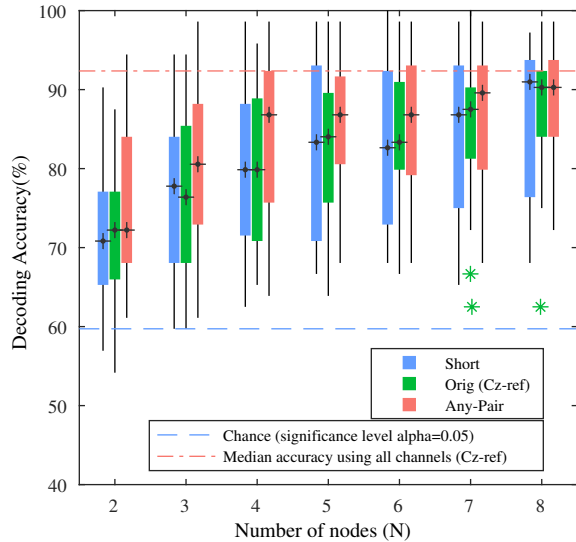 100
90
80
70
60
50
40
Decoding Accuracy(%)
Short
Orig (Cz-ref)
Any-Pair
Chance (significance level alpha=0.05)
Median accuracy using all channels (Cz-ref)
2 3 4 5 6 7 8
Number of nodes (N)